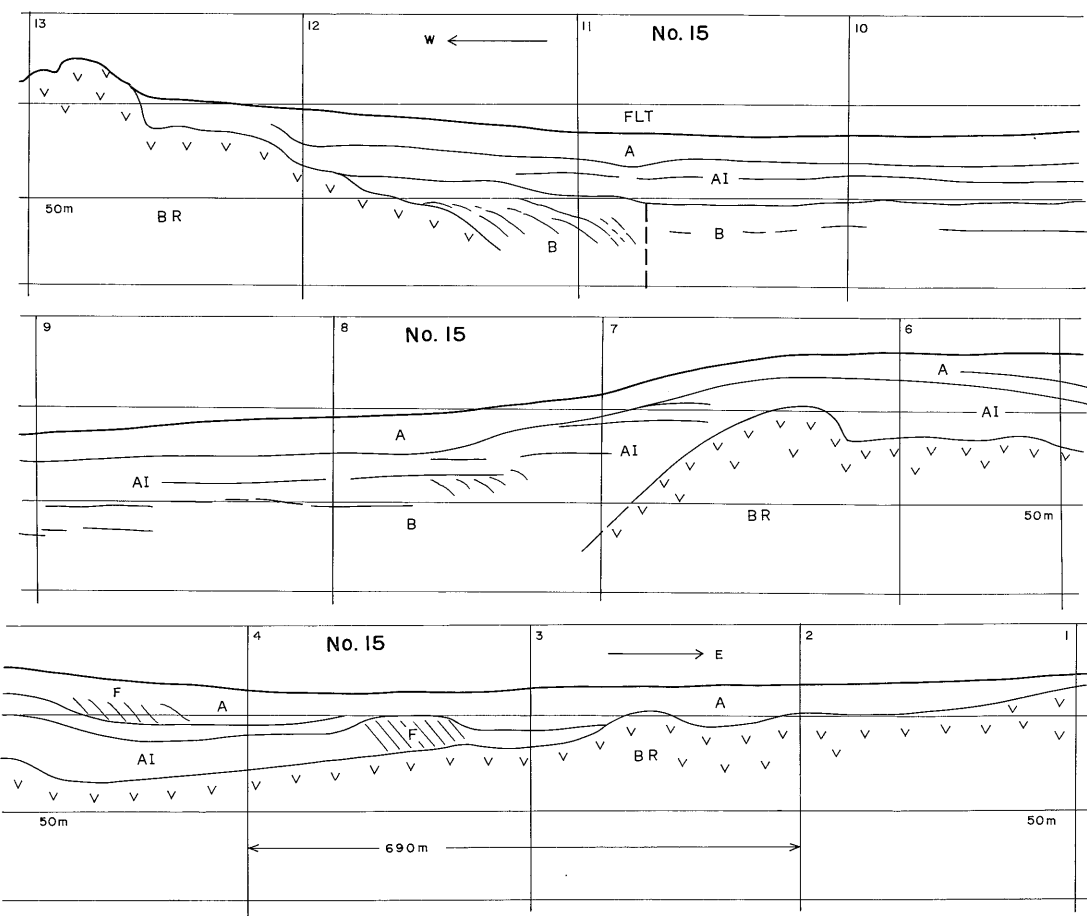 13 12 W 11 No. 15 10
FLT
A
AI
50m BR
B B
9 8 No. 15 7 6
A
A AI
AI AI
B BR 50m
4 No. 15 3 2 1
E
F A A
F
AI BR
50m 50m
690m